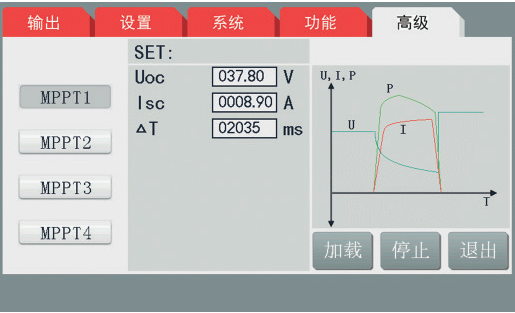 输出 设置 系统 功能 高级
SET:
MPPT1
MPPT2
MPPT3
MPPT4
Uoc 037.80 V
Isc 0008.90 A
△T 02035 ms
U,I,P
P
U
I
T
加载 停止 退出